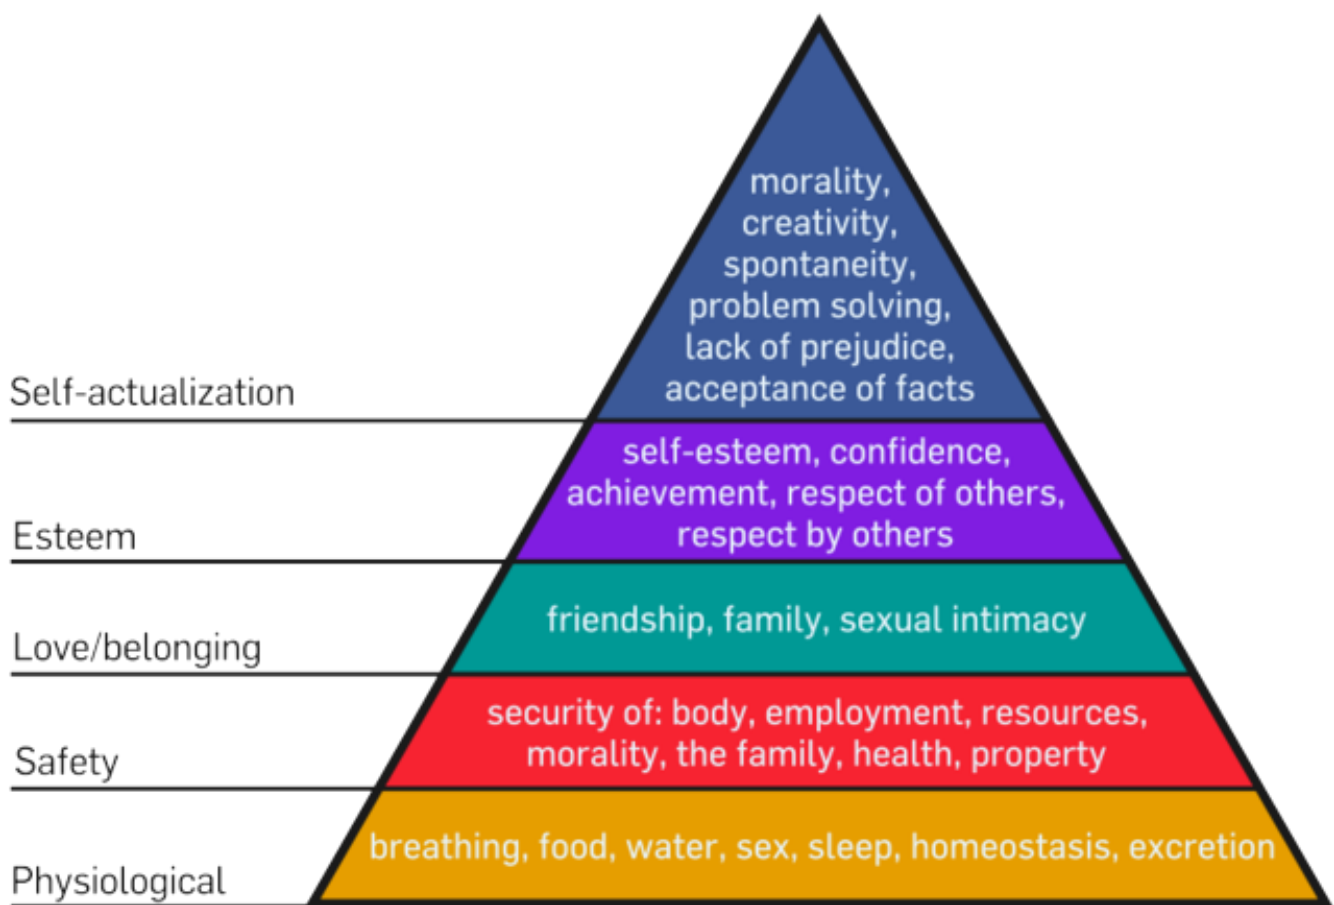 morality,
creativity,
spontaneity,
problem solving,
lack of prejudice,
acceptance of facts
Self-actualization
self-esteem, confidence,
achievement, respect of others,
respect by others
Esteem
friendship, family, sexual intimacy
Love/belonging
security of: body, employment, resources,
morality, the family, health, property
Safety
breathing, food, water, sex, sleep, homeostasis, excretion
Physiological